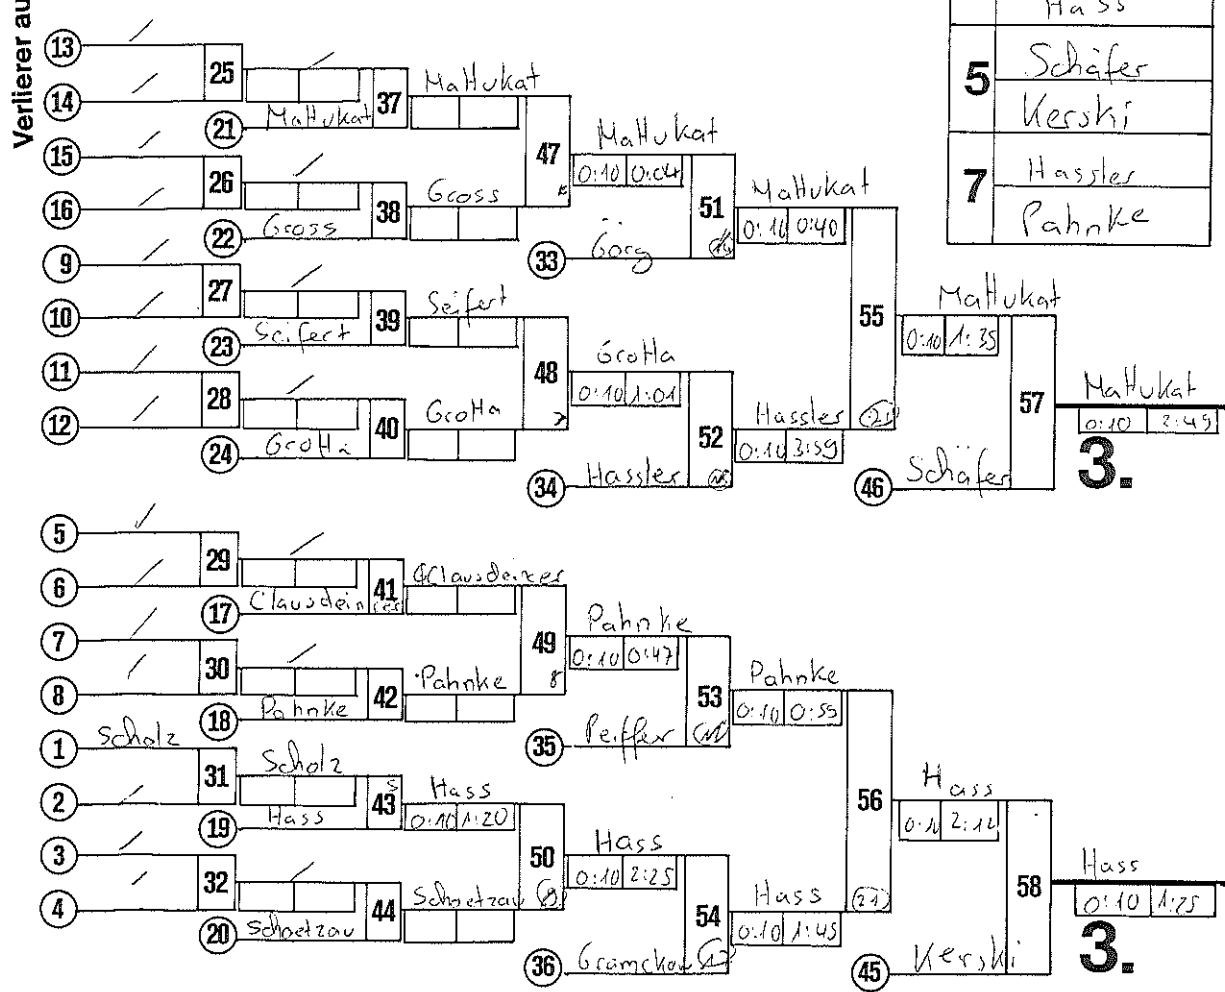 Verlierer au
Hass
5 Schäfer
Kerski
7 Hassler
Pahnke
13
25
14
37 Mattukat
21 Mattukat
15
47 Mattukat
0:10 0:04
26
16
38 Gross
22 Gross
51 Mattukat
0:10 0:40
33 Görg
9
27
10
39 Seifert
23 Seifert
55 Mattukat
0:10 1:35
11
48 Grotta
0:10 1:01
28
12
40 Grotta
24 Grotta
52 Hassler
0:10 3:59
34 Hassler
57 Mattukat
0:10 2:49
3.
46 Schäfer
5
29
6
41 Clausdeinces
17 Clausdeinces
7
49 Pahnke
0:10 0:47
30
8
42 Pahnke
18 Pahnke
53 Pahnke
0:10 0:55
35 Peiffer
1 Scholz
31 Scholz
2
43 Hass
0:10 1:20
19 Hass
56 Hass
2:12
3
50 Hass
0:10 2:25
32
4
44 Schoetzau
20 Schoetzau
54 Hass
0:10 1:45
36 Gramckow
58 Hass
0:10 1:25
3.
45 Kerski